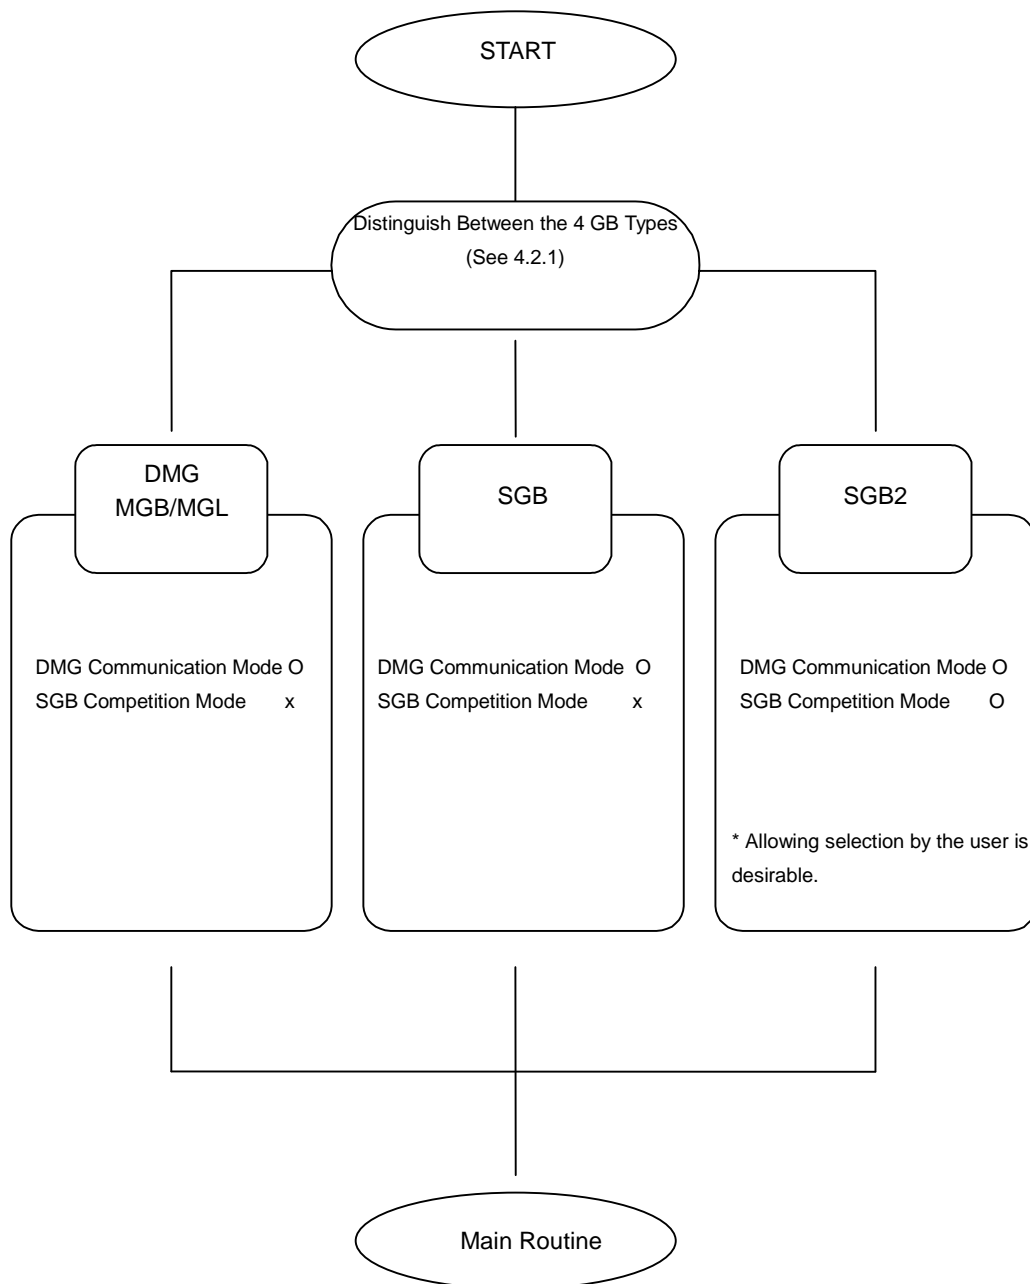 START
Distinguish Between the 4 GB Types
(See 4.2.1)
DMG
MGB/MGL
DMG Communication Mode O
SGB Competition Mode x
SGB
DMG Communication Mode O
SGB Competition Mode x
SGB2
DMG Communication Mode O
SGB Competition Mode O
* Allowing selection by the user is
desirable.
Main Routine